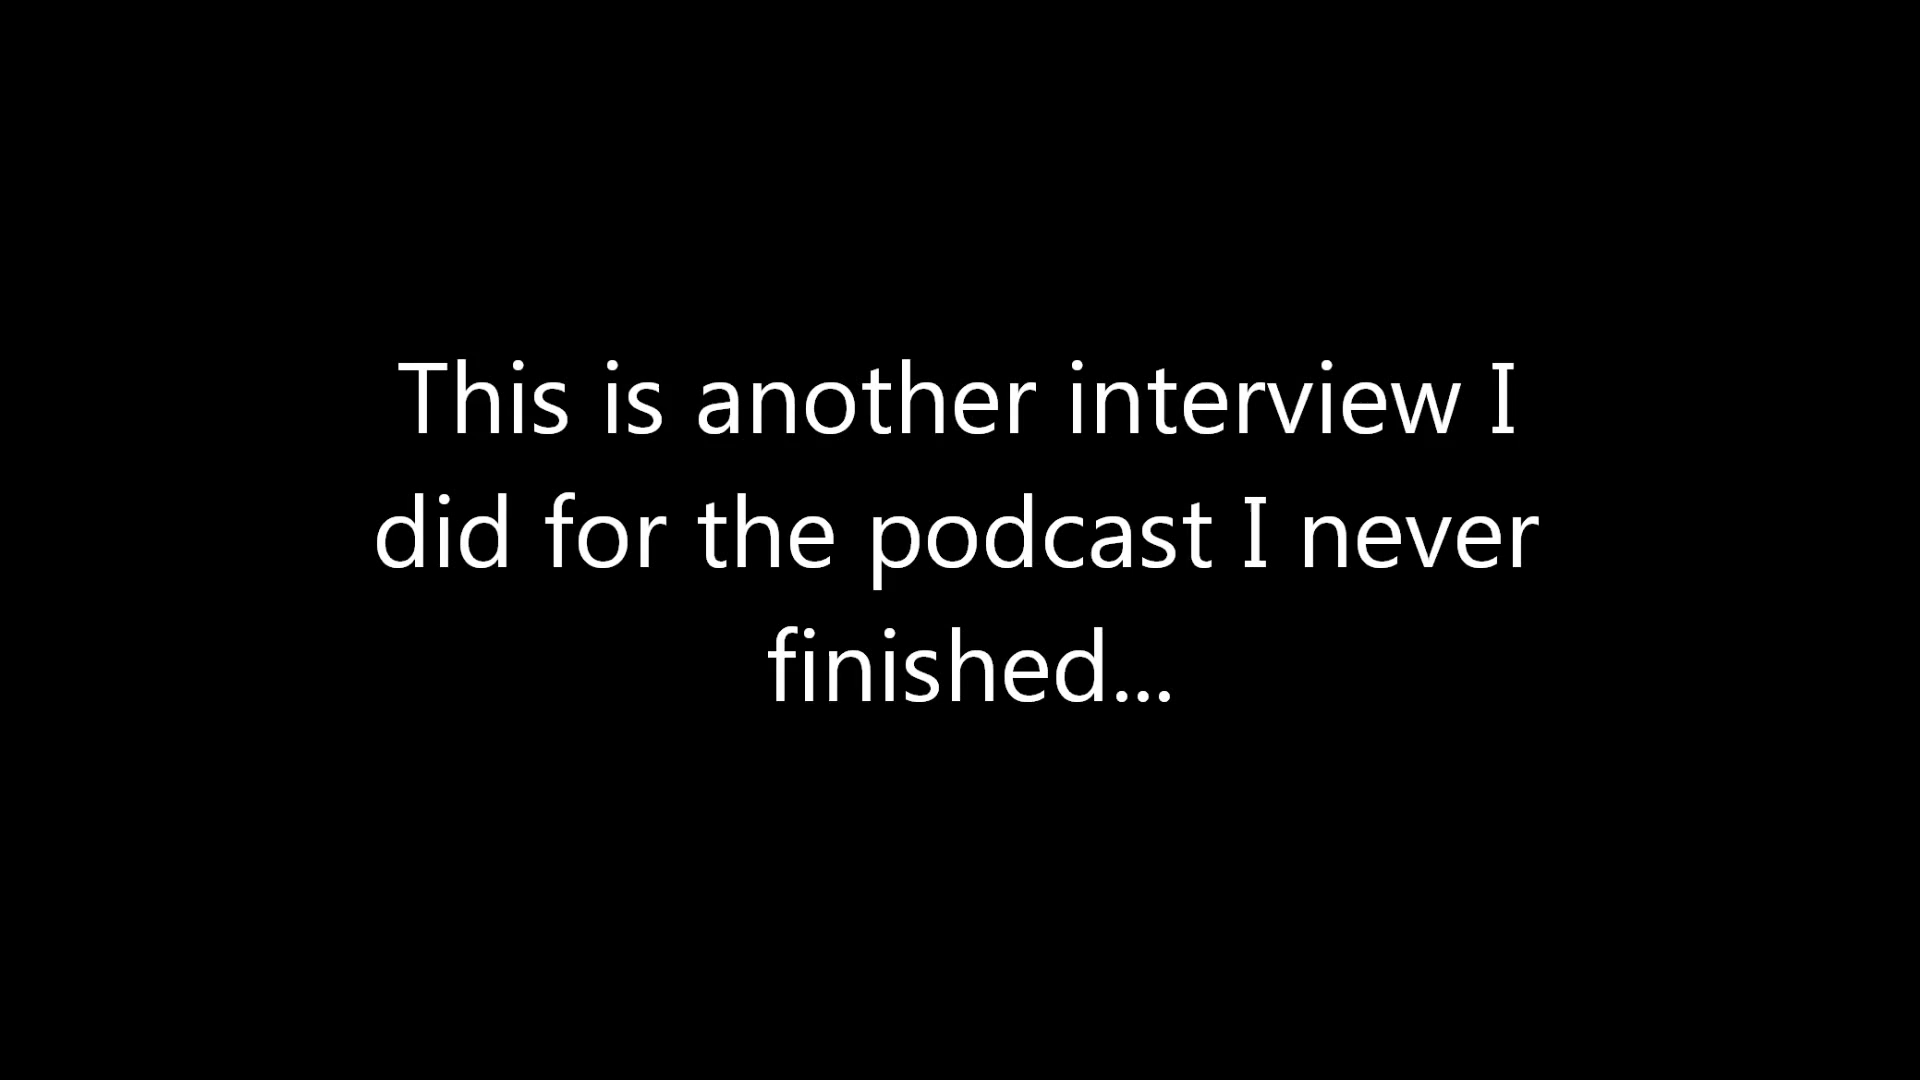 This is another interview I
did for the podcast I never
finished...